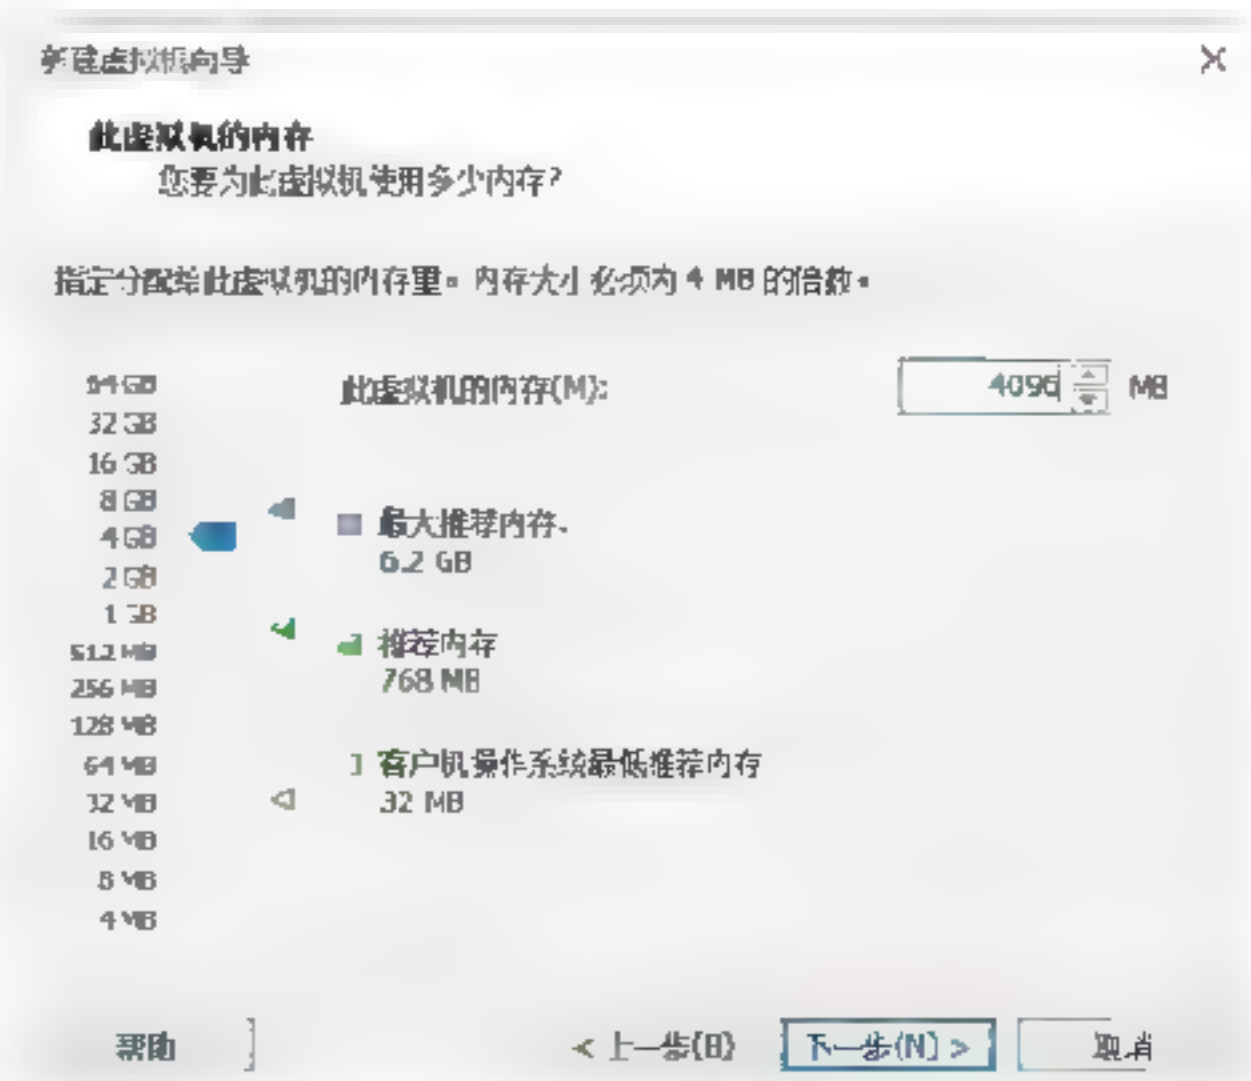 新建虚拟机向导
此虚拟机的内存
您要为此虚拟机使用多少内存?
指定分配给此虚拟机的内存量。内存大小必须为 4 MB 的倍数。
64 GB
此虚拟机的内存(M):
4096
MB
32 GB
16 GB
8 GB
4 GB
2 GB
1 GB
512 MB
256 MB
128 MB
64 MB
32 MB
16 MB
8 MB
4 MB
最大推荐内存
6.2 GB
推荐内存
768 MB
客户机操作系统最低推荐内存
32 MB
帮助
< 上一步(B)
下一步(N) >
取消